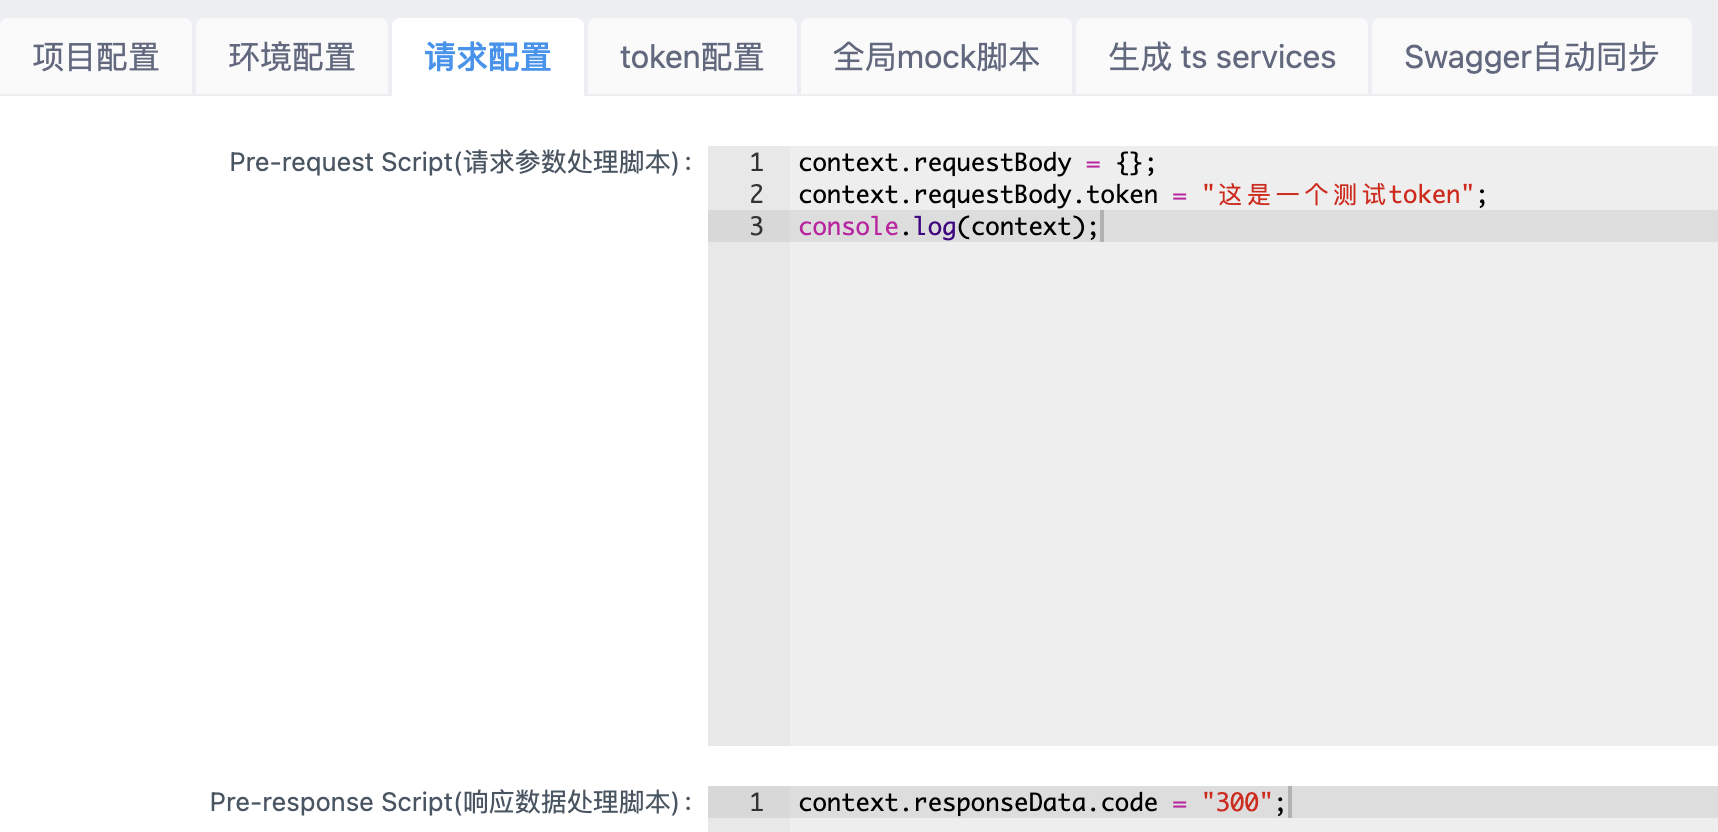 项目配置 环境配置 请求配置 token配置 全局mock脚本 生成 ts services Swagger自动同步
Pre-request Script(请求参数处理脚本):
1 context.requestBody = {};
2 context.requestBody.token = "这是一个测试token";
3 console.log(context);
Pre-response Script(响应数据处理脚本):
1 context.responseData.code = "300";